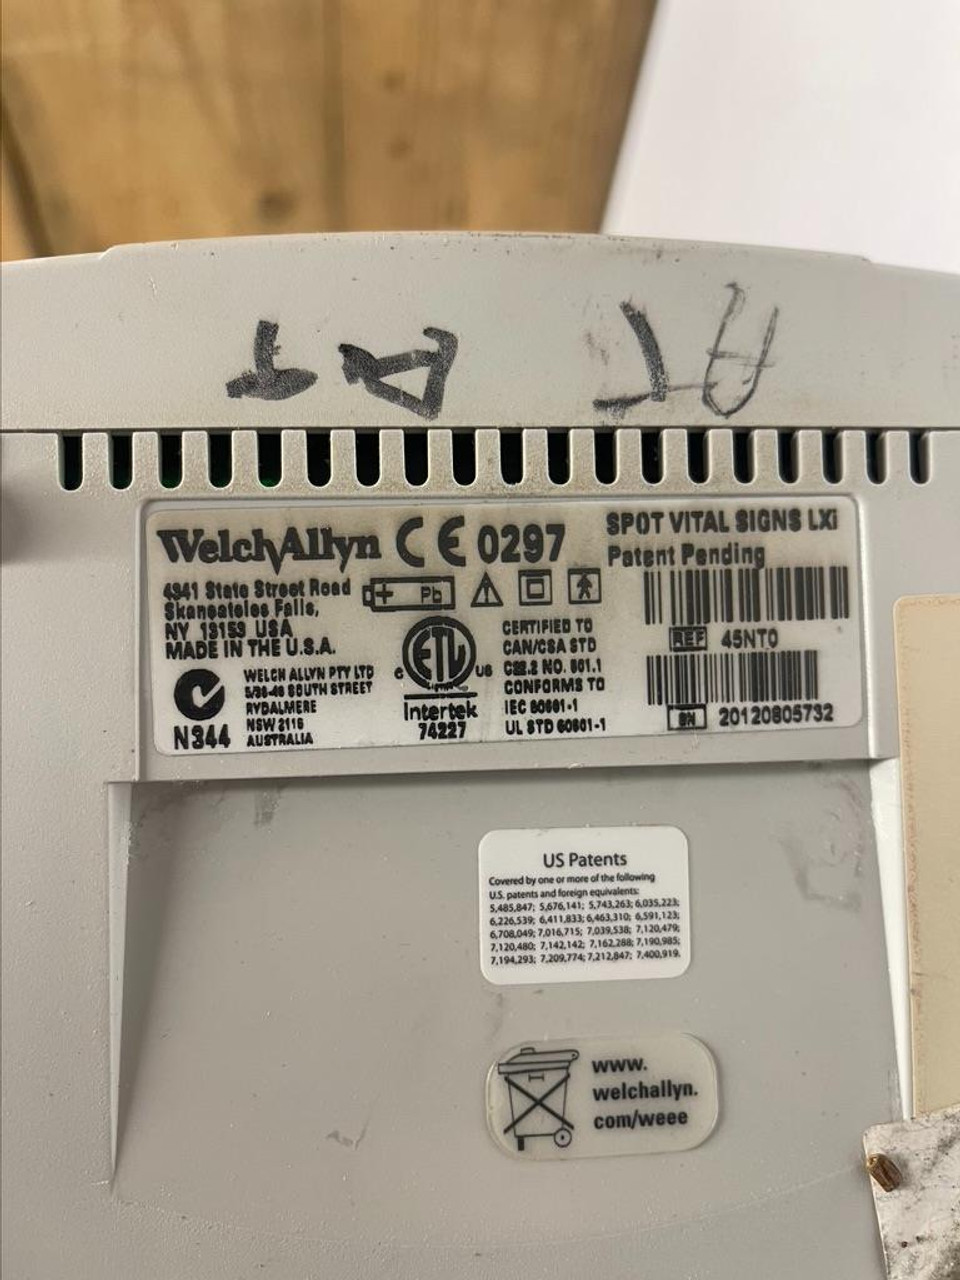 WelchAllyn CE 0297
SPOT VITAL SIGNS LXi
Patent Pending
4341 State Street Road
Skaneateles Falls,
NY 13153 USA
MADE IN THE U.S.A.
Pb
REF 45NT0
SN 20120805732
N344
WELCH ALLYN PTY LTD
5/38-46 SOUTH STREET
RYDALMERE
NSW 2116
AUSTRALIA
c ETL us
Intertek
74227
CERTIFIED TO
CAN/CSA STD
C22.2 NO. 601.1
CONFORMS TO
IEC 60601-1
UL STD 60601-1
US Patents
Covered by one or more of the following
U.S. patents and foreign equivalents:
5,485,847; 5,676,141; 5,743,263; 6,035,223;
6,226,539; 6,411,833; 6,463,310; 6,591,123;
6,708,049; 7,016,715; 7,039,538; 7,120,479;
7,120,480; 7,142,142; 7,162,288; 7,190,985;
7,194,293; 7,209,774; 7,212,847; 7,400,919.
www.
welchallyn.
com/weee